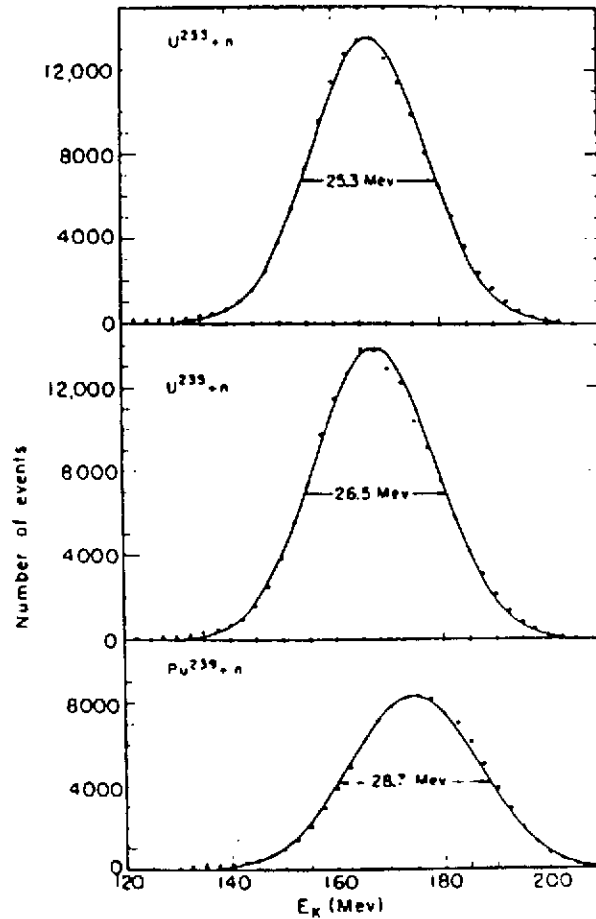 U²³³+n
12,000
8000
4000
0
25.3 Mev
U²³⁵+n
12,000
8000
4000
0
26.5 Mev
Number of events
Pu²³⁹+n
8000
4000
0
28.7 Mev
120 140 160 180 200
E_K (Mev)